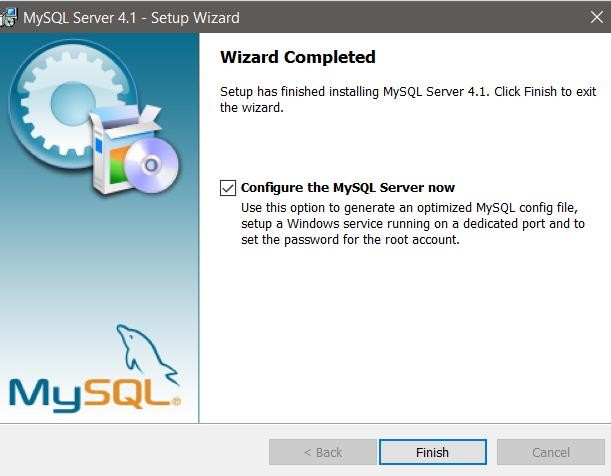 MySQL Server 4.1 - Setup Wizard
Wizard Completed
Setup has finished installing MySQL Server 4.1. Click Finish to exit
the wizard.
Configure the MySQL Server now
Use this option to generate an optimized MySQL config file,
setup a Windows service running on a dedicated port and to
set the password for the root account.
MySQL®
< Back
Finish
Cancel